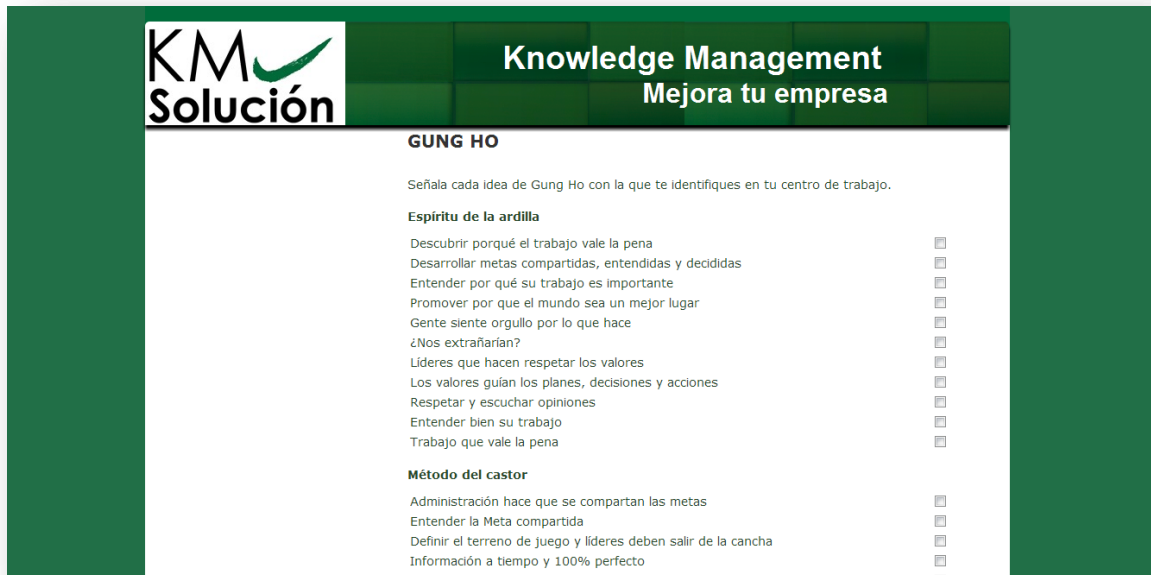 KM
Solución
Knowledge Management
Mejora tu empresa
GUNG HO
Señala cada idea de Gung Ho con la que te identifiques en tu centro de trabajo.
Espíritu de la ardilla
Descubrir porqué el trabajo vale la pena
Desarrollar metas compartidas, entendidas y decididas
Entender por qué su trabajo es importante
Promover por que el mundo sea un mejor lugar
Gente siente orgullo por lo que hace
¿Nos extrañarían?
Líderes que hacen respetar los valores
Los valores guían los planes, decisiones y acciones
Respetar y escuchar opiniones
Entender bien su trabajo
Trabajo que vale la pena
Método del castor
Administración hace que se compartan las metas
Entender la Meta compartida
Definir el terreno de juego y líderes deben salir de la cancha
Información a tiempo y 100% perfecto